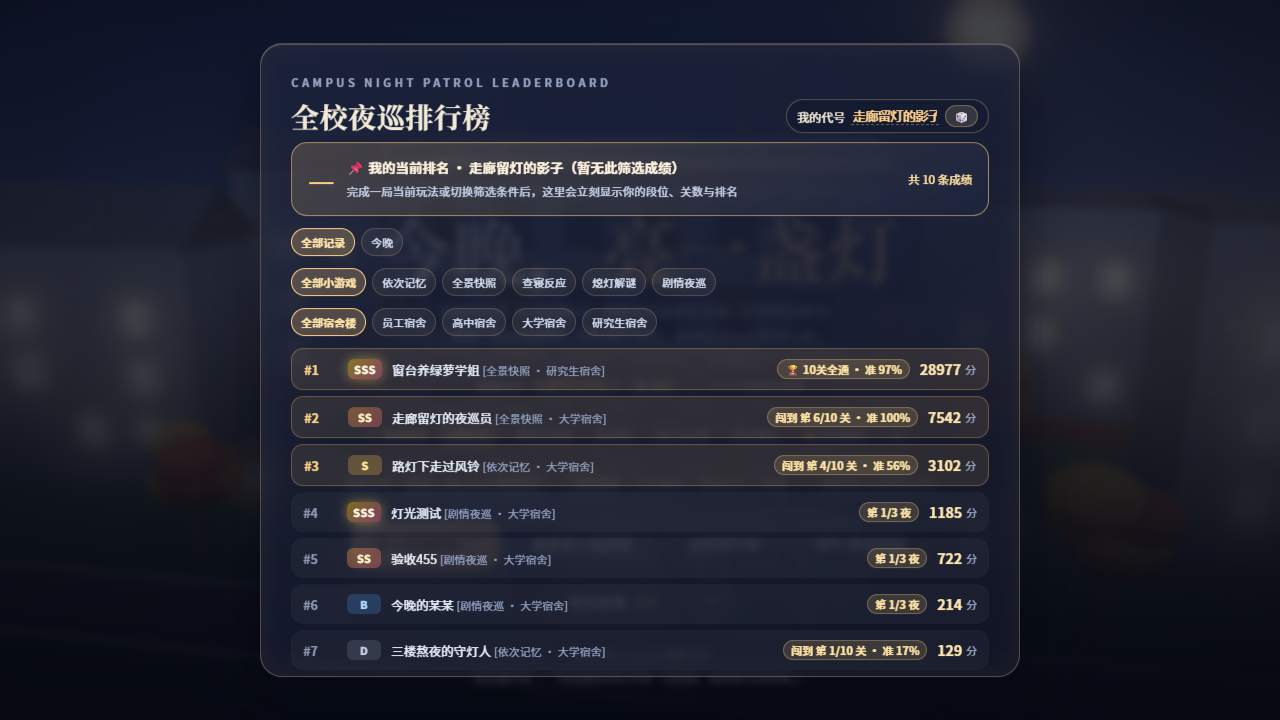 CAMPUS NIGHT PATROL LEADERBOARD
全校夜巡排行榜
我的代号 走廊留灯的影子
— 📌 我的当前排名 · 走廊留灯的影子（暂无此筛选成绩）
完成一局当前玩法或切换筛选条件后，这里会立刻显示你的段位、关数与排名
共 10 条成绩
全部记录 今晚
全部小游戏 依次记忆 全景快照 查寝反应 熄灯解谜 剧情夜巡
全部宿舍楼 员工宿舍 高中宿舍 大学宿舍 研究生宿舍
#1 SSS 窗台养绿萝学姐 [全景快照 · 研究生宿舍] 🏆 10关全通 · 准 97% 28977 分
#2 SS 走廊留灯的夜巡员 [全景快照 · 大学宿舍] 闯到 第 6/10 关 · 准 100% 7542 分
#3 S 路灯下走过风铃 [依次记忆 · 大学宿舍] 闯到 第 4/10 关 · 准 56% 3102 分
#4 SSS 灯光测试 [剧情夜巡 · 大学宿舍] 第 1/3 夜 1185 分
#5 SS 验收455 [剧情夜巡 · 大学宿舍] 第 1/3 夜 722 分
#6 B 今晚的某某 [剧情夜巡 · 大学宿舍] 第 1/3 夜 214 分
#7 D 三楼熬夜的守灯人 [依次记忆 · 大学宿舍] 闯到 第 1/10 关 · 准 17% 129 分